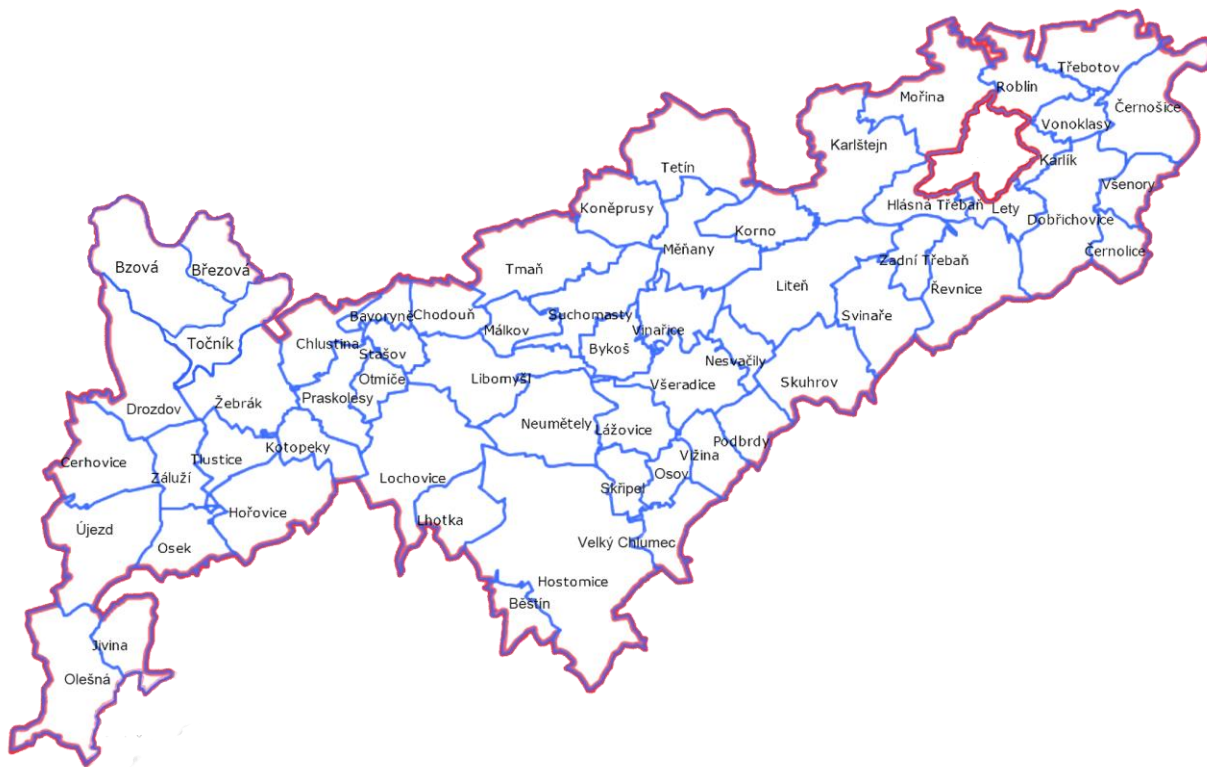 Třebotov
Roblin
Mořina
Černošice
Vonoklasy
Karlštejn
Karlík
Tetín
Všenory
Koněprusy
Hlásná Třebaň
Lety
Dobřichovice
Korno
Měňany
Černolice
Zadní Třebaň
Bzová
Březová
Tmaň
Liteň
Řevnice
Bavoryně
Chodouň
Suchomasty
Svinaře
Málkov
Vinařice
Točník
Chlustina
Stašov
Bykoš
Nesvačily
Otmíče
Libomyšl
Všeradice
Skuhrov
Praskolesy
Drozdov
Žebrák
Neumětely
Lážovice
Podbrdy
Kotopeky
Vižina
Cerhovice
Tlustice
Osov
Záluží
Lochovice
Skřipel
Hořovice
Lhotka
Újezd
Velký Chlumec
Osek
Hostomice
Běštín
Jivina
Olešná